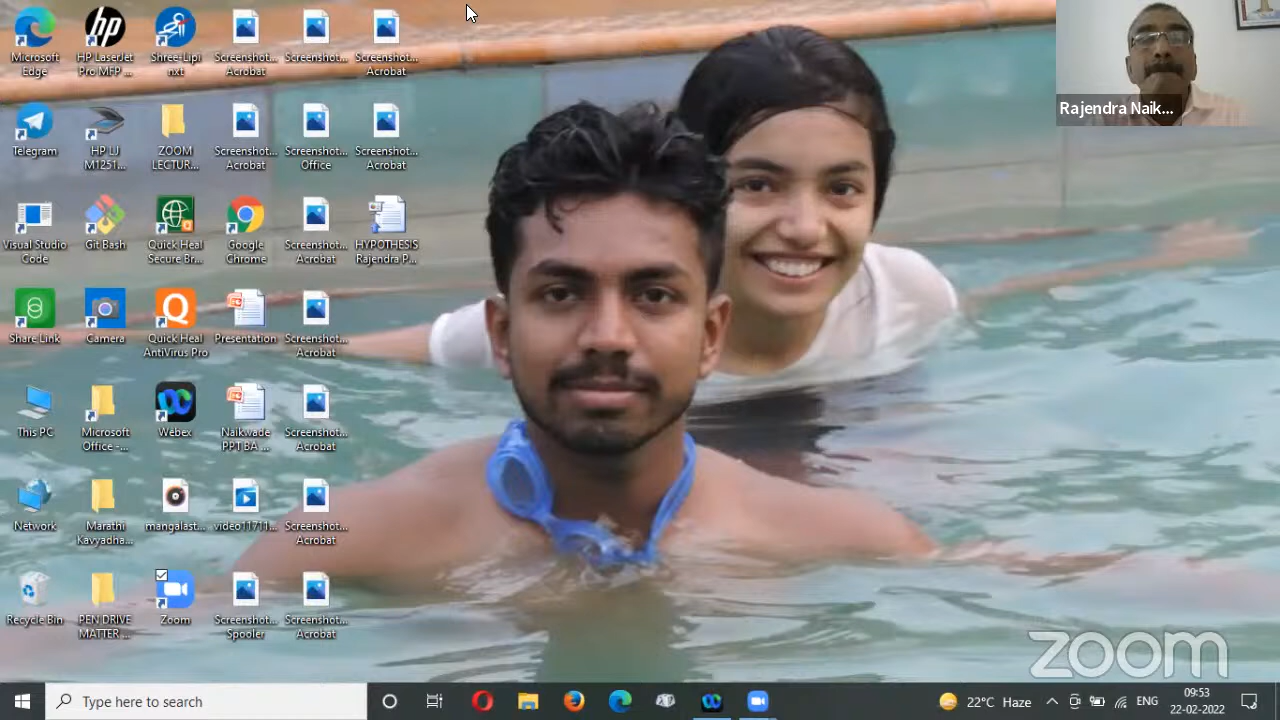 Microsoft
Edge
hp
HP LaserJet
Pro MFP ...
Shree-Lipi
nxt
Screenshot...
Acrobat
Screenshot...
Screenshot...
Acrobat
Rajendra Naik...
Telegram
HP LJ
M1251...
ZOOM
LECTUR...
Screenshot...
Acrobat
Screenshot...
Office
Screenshot...
Acrobat
Visual Studio
Code
Git Bash
Quick Heal
Secure Br...
Google
Chrome
Screenshot...
Acrobat
HYPOTHESIS
Rajendra P...
Share Link
Camera
Quick Heal
AntiVirus Pro
Presentation
Screenshot...
Acrobat
This PC
Microsoft
Office -...
Webex
Naikwade
PPT BA ...
Screenshot...
Acrobat
Network
Marathi
Kavyadha...
mangalast...
video11711...
Screenshot...
Acrobat
Recycle Bin
PEN DRIVE
MATTER ...
Zoom
Screenshot...
Spooler
Screenshot...
Acrobat
zoom
Type here to search
22°C Haze
ENG
09:53
22-02-2022